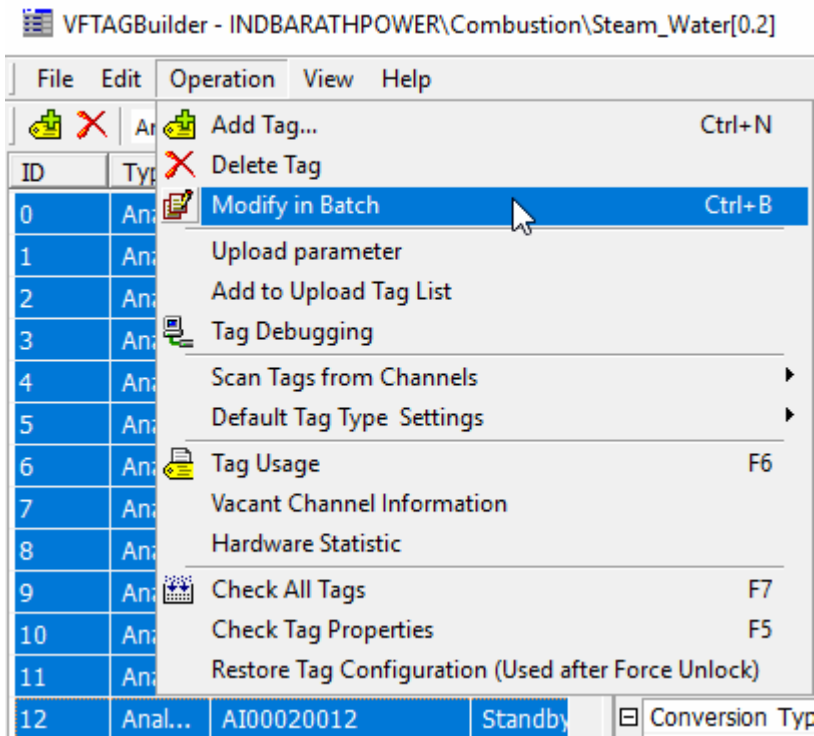 VFTAGBuilder - INDBARATHPOWER\Combustion\Steam_Water[0.2]
File Edit Operation View Help
Add Tag... Ctrl+N
ID Delete Tag
0 Modify in Batch Ctrl+B
1 Upload parameter
2 Add to Upload Tag List
3 Tag Debugging
4 Scan Tags from Channels
5 Default Tag Type Settings
6 Tag Usage F6
7 Vacant Channel Information
8 Hardware Statistic
9 Check All Tags F7
10 Check Tag Properties F5
11 Restore Tag Configuration (Used after Force Unlock)
12 Anal... AI00020012 Standby Conversion Typ